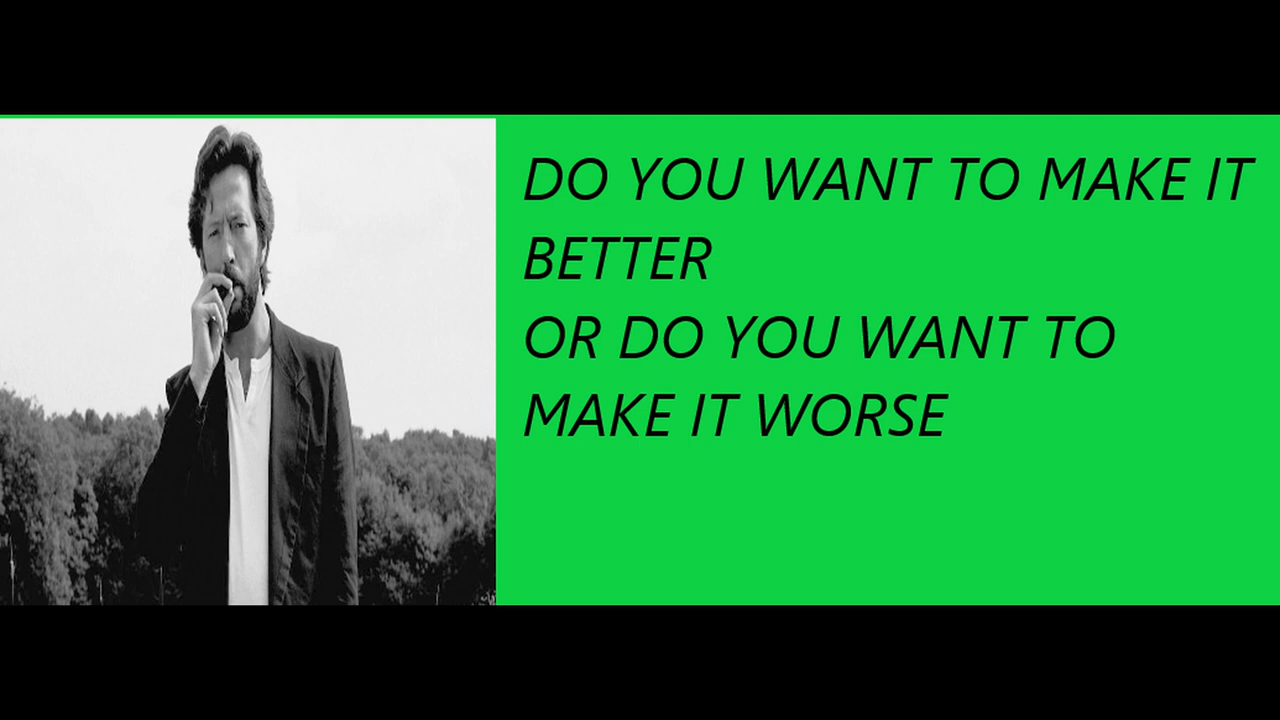 DO YOU WANT TO MAKE IT
BETTER
OR DO YOU WANT TO
MAKE IT WORSE